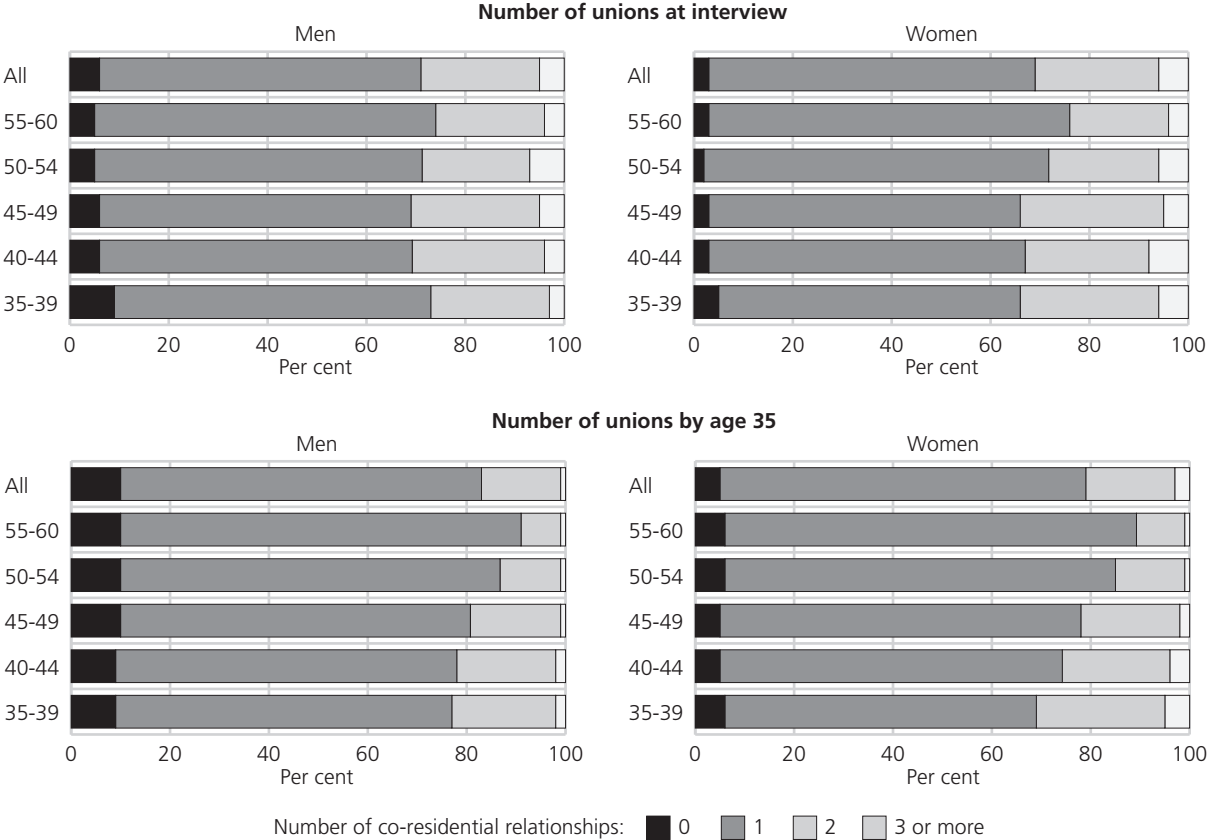 Number of unions at interview
Men
Women
All
55-60
50-54
45-49
40-44
35-39
0 20 40 60 80 100
Per cent
All
55-60
50-54
45-49
40-44
35-39
0 20 40 60 80 100
Per cent
Number of unions by age 35
Men
Women
All
55-60
50-54
45-49
40-44
35-39
0 20 40 60 80 100
Per cent
All
55-60
50-54
45-49
40-44
35-39
0 20 40 60 80 100
Per cent
Number of co-residential relationships: 0 1 2 3 or more